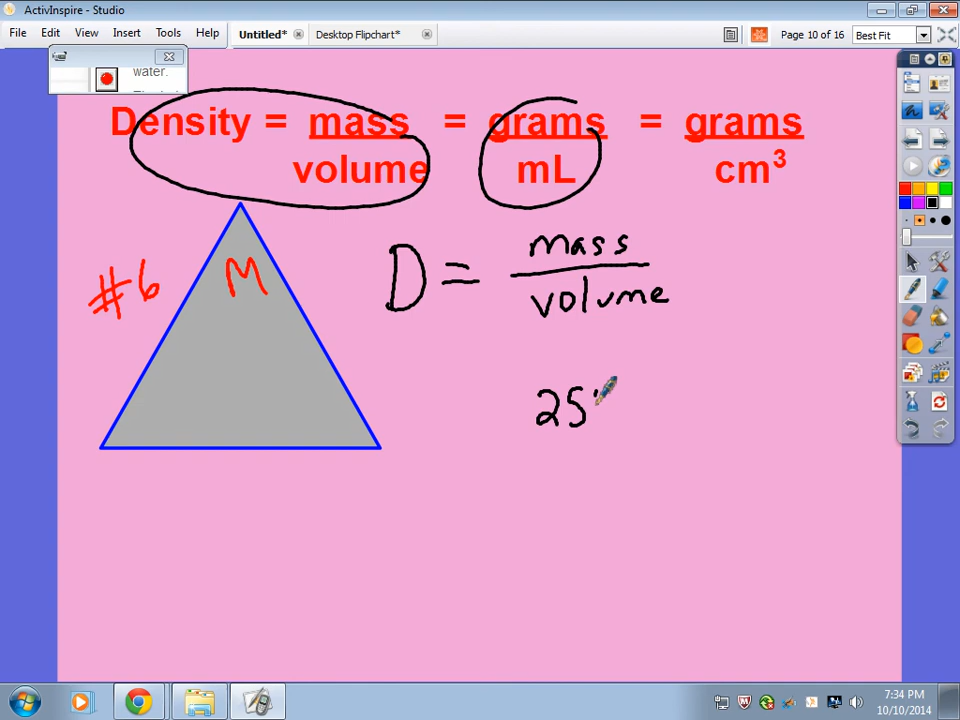 ActivInspire - Studio
File Edit View Insert Tools Help Untitled* Desktop Flipchart* Page 10 of 16 Best Fit
water.
Density = mass = grams = grams
volume mL cm³
#6 M D = mass
volume
25
7:34 PM
10/10/2014